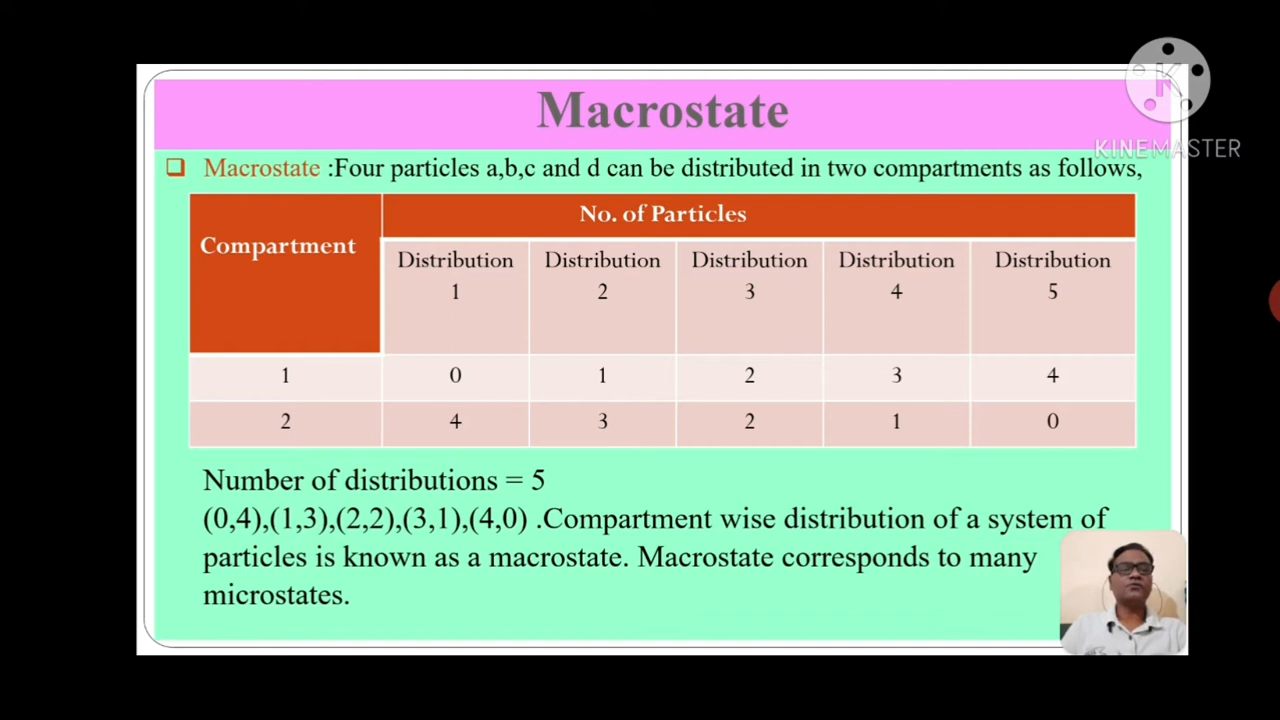 Macrostate
KINEMASTER
Macrostate :Four particles a,b,c and d can be distributed in two compartments as follows,
Compartment
No. of Particles
Distribution 1
Distribution 2
Distribution 3
Distribution 4
Distribution 5
1 0 1 2 3 4
2 4 3 2 1 0
Number of distributions = 5
(0,4),(1,3),(2,2),(3,1),(4,0) .Compartment wise distribution of a system of
particles is known as a macrostate. Macrostate corresponds to many
microstates.